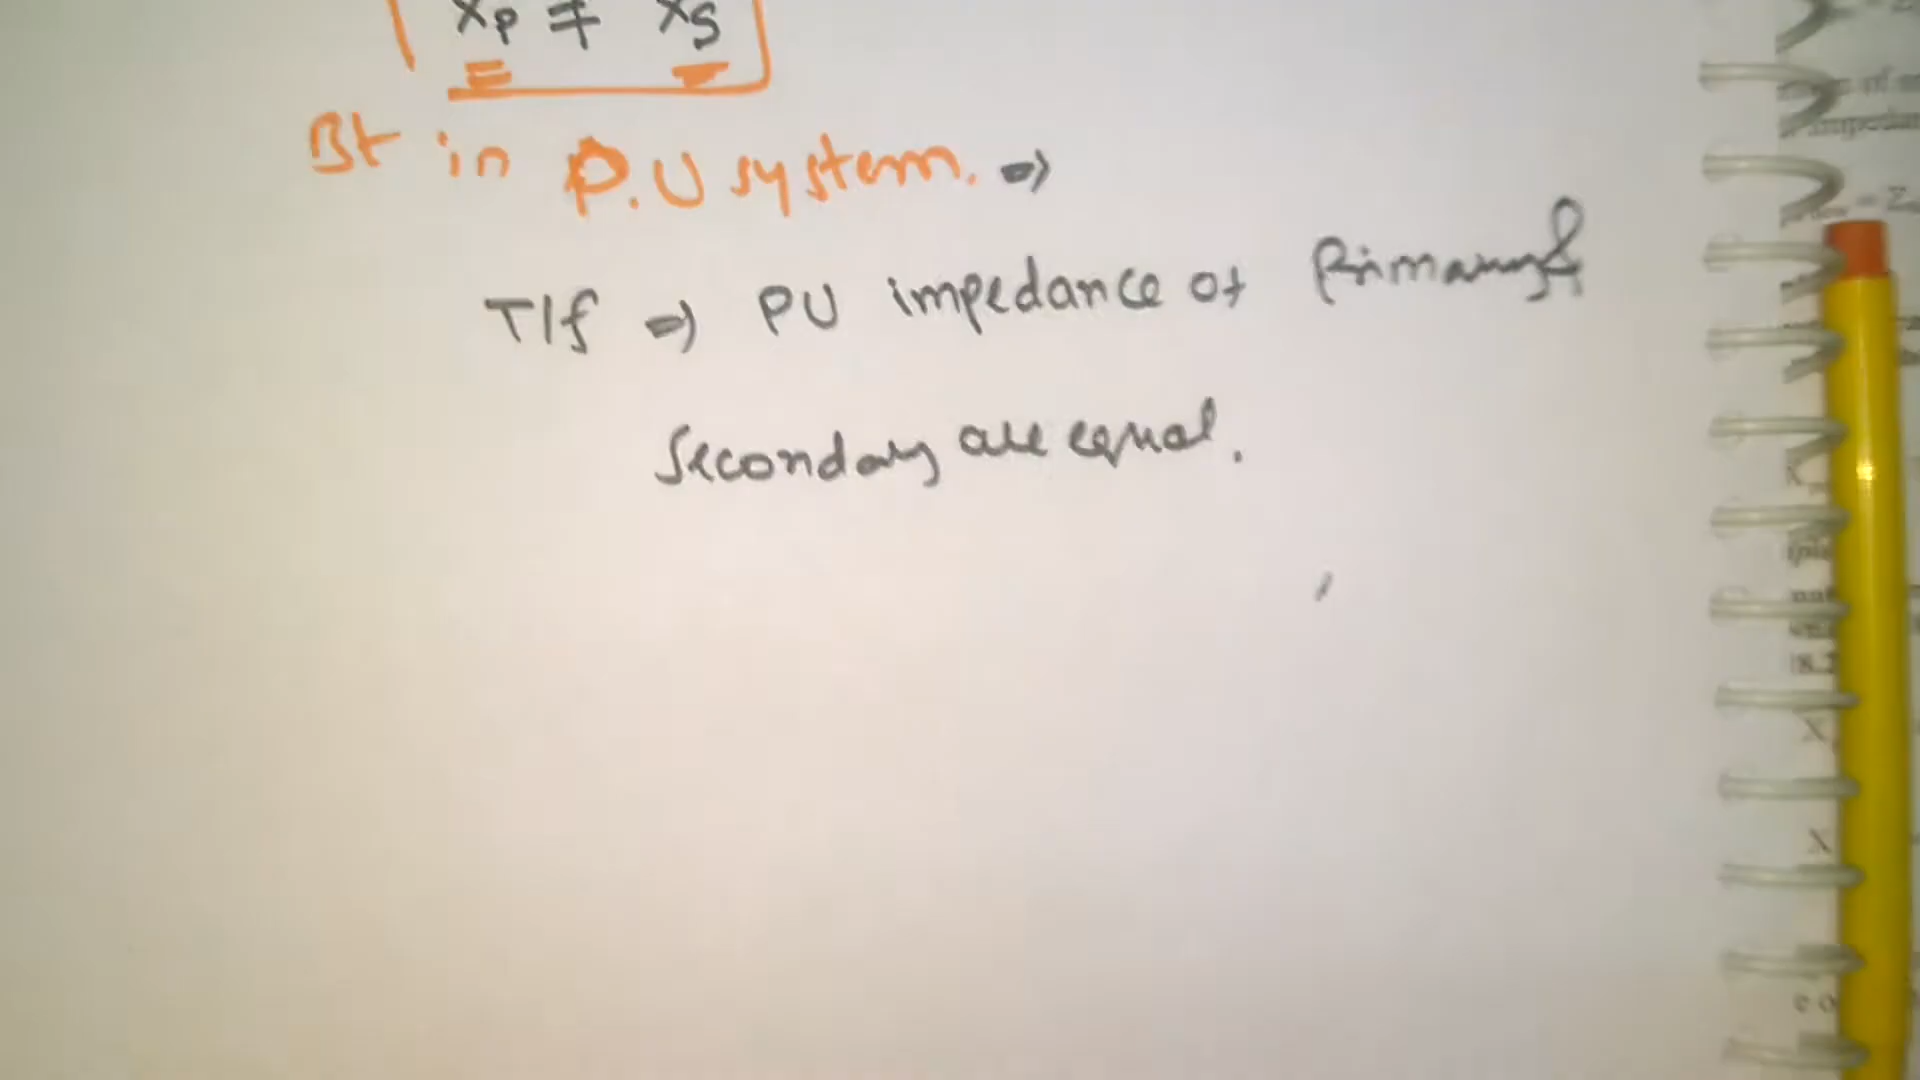 Xp ≠ Xs
Bt in P.U system. ⇒
T/f ⇒ PU impedance of Primary &
Secondary are equal.